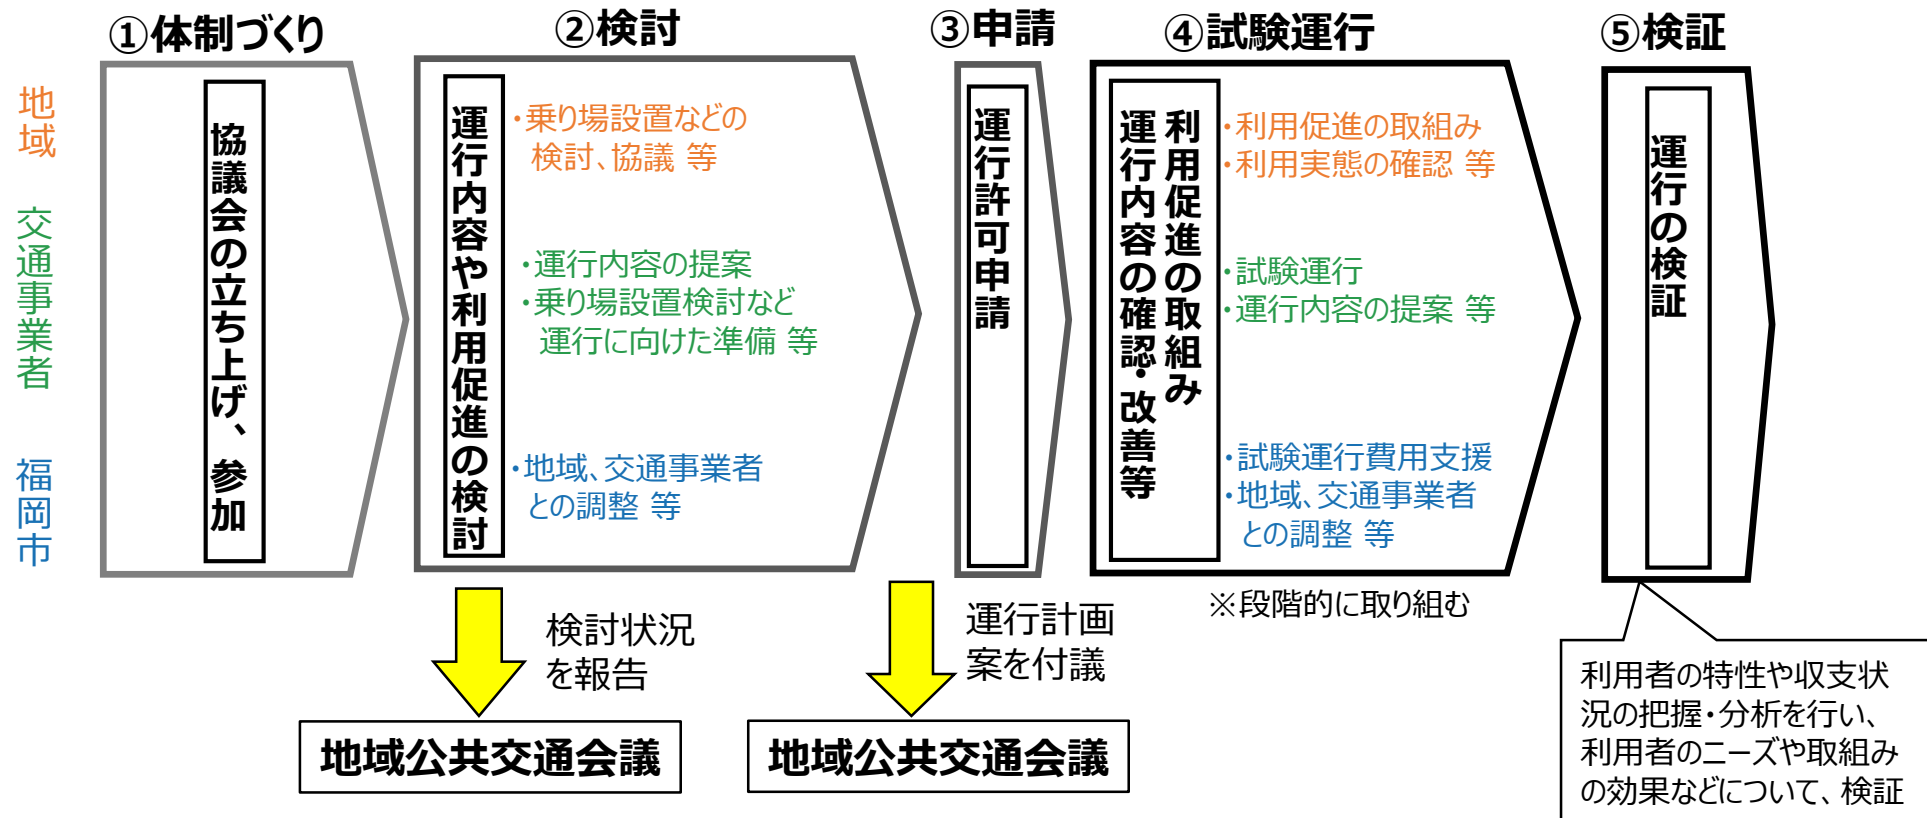 ①体制づくり
②検討
③申請
④試験運行
⑤検証
地域
交通事業者
福岡市
協議会の立ち上げ、参加
運行内容や利用促進の検討
・乗り場設置などの
検討、協議 等
・運行内容の提案
・乗り場設置検討など
運行に向けた準備 等
・地域、交通事業者
との調整 等
運行許可申請
利用促進の取組み
運行内容の確認・改善等
・利用促進の取組み
・利用実態の確認 等
・試験運行
・運行内容の提案 等
・試験運行費用支援
・地域、交通事業者
との調整 等
運行の検証
※段階的に取り組む
検討状況
を報告
地域公共交通会議
運行計画
案を付議
地域公共交通会議
利用者の特性や収支状
況の把握・分析を行い、
利用者のニーズや取組み
の効果などについて、検証